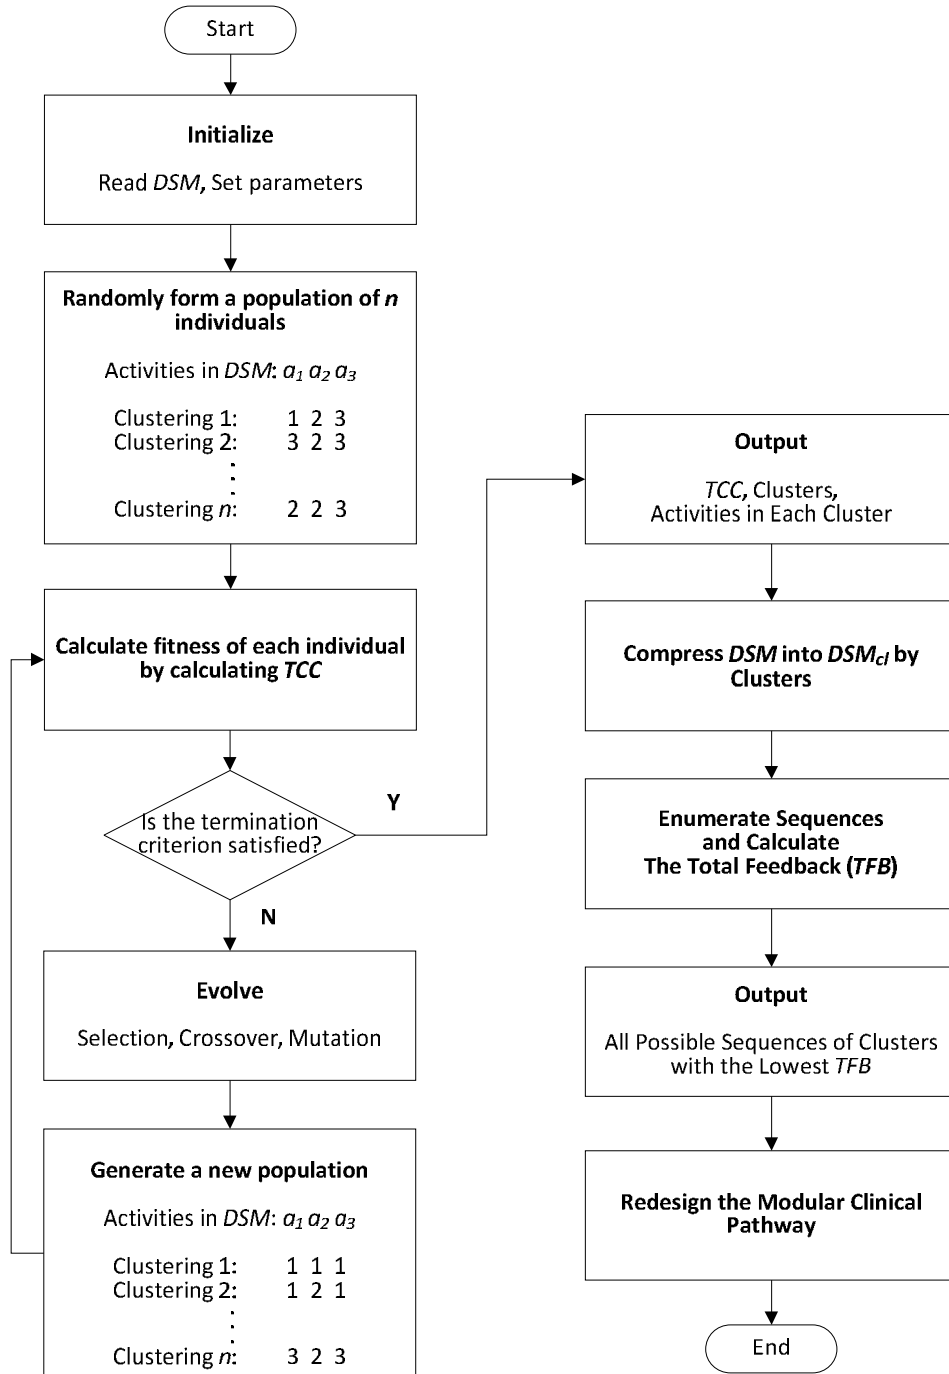 Start
Initialize
Read DSM, Set parameters
Randomly form a population of n
individuals
Activities in DSM: a1 a2 a3
Clustering 1: 1 2 3
Clustering 2: 3 2 3
.
.
.
Clustering n: 2 2 3
Calculate fitness of each individual
by calculating TCC
Is the termination
criterion satisfied?
Y
N
Evolve
Selection, Crossover, Mutation
Generate a new population
Activities in DSM: a1 a2 a3
Clustering 1: 1 1 1
Clustering 2: 1 2 1
.
.
.
Clustering n: 3 2 3
Output
TCC, Clusters,
Activities in Each Cluster
Compress DSM into DSMcl by
Clusters
Enumerate Sequences
and Calculate
The Total Feedback (TFB)
Output
All Possible Sequences of Clusters
with the Lowest TFB
Redesign the Modular Clinical
Pathway
End